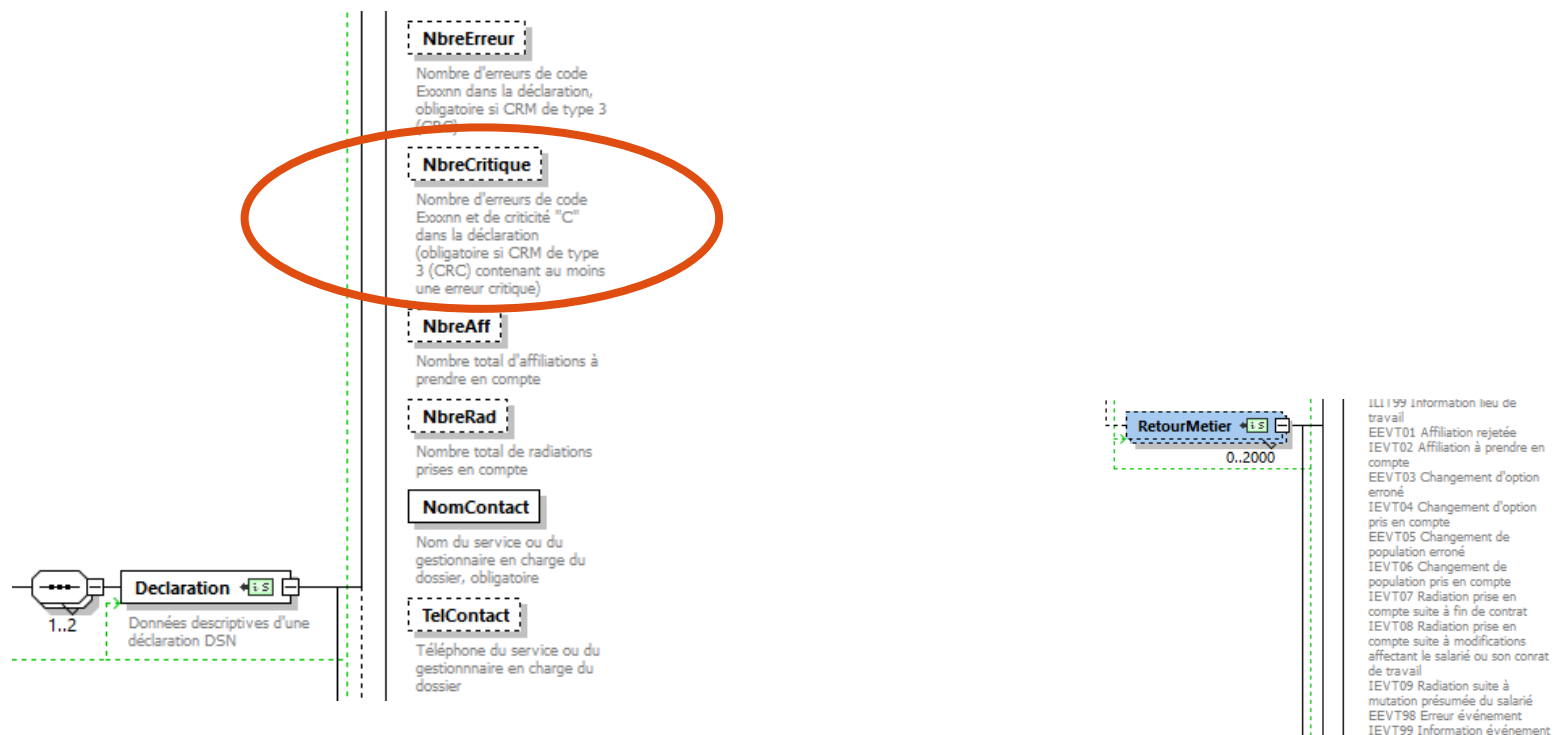 NbreErreur
Nombre d'erreurs de code
Exxxnn dans la déclaration,
obligatoire si CRM de type 3
(CRC)
NbreCritique
Nombre d'erreurs de code
Exxxnn et de criticité "C"
dans la déclaration
(obligatoire si CRM de type
3 (CRC) contenant au moins
une erreur critique)
NbreAff
Nombre total d'affiliations à
prendre en compte
NbreRad
Nombre total de radiations
prises en compte
NomContact
Nom du service ou du
gestionnaire en charge du
dossier, obligatoire
TelContact
Téléphone du service ou du
gestionnnaire en charge du
dossier
Declaration
1..2
Données descriptives d'une
déclaration DSN
RetourMetier
0..2000
ILIT99 Information lieu de
travail
EEVT01 Affiliation rejetée
IEVT02 Affiliation à prendre en
compte
EEVT03 Changement d'option
erroné
IEVT04 Changement d'option
pris en compte
EEVT05 Changement de
population erroné
IEVT06 Changement de
population pris en compte
IEVT07 Radiation prise en
compte suite à fin de contrat
IEVT08 Radiation prise en
compte suite à modifications
affectant le salarié ou son conrat
de travail
IEVT09 Radiation suite à
mutation présumée du salarié
EEVT98 Erreur événement
IEVT99 Information événement